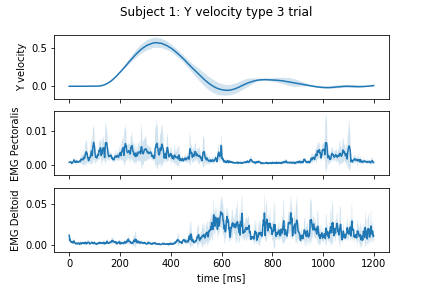 Subject 1: Y velocity type 3 trial
Y velocity
0.5
0.0
EMG Pectoralis
0.01
0.00
EMG Deltoid
0.05
0.00
0 200 400 600 800 1000 1200
time [ms]